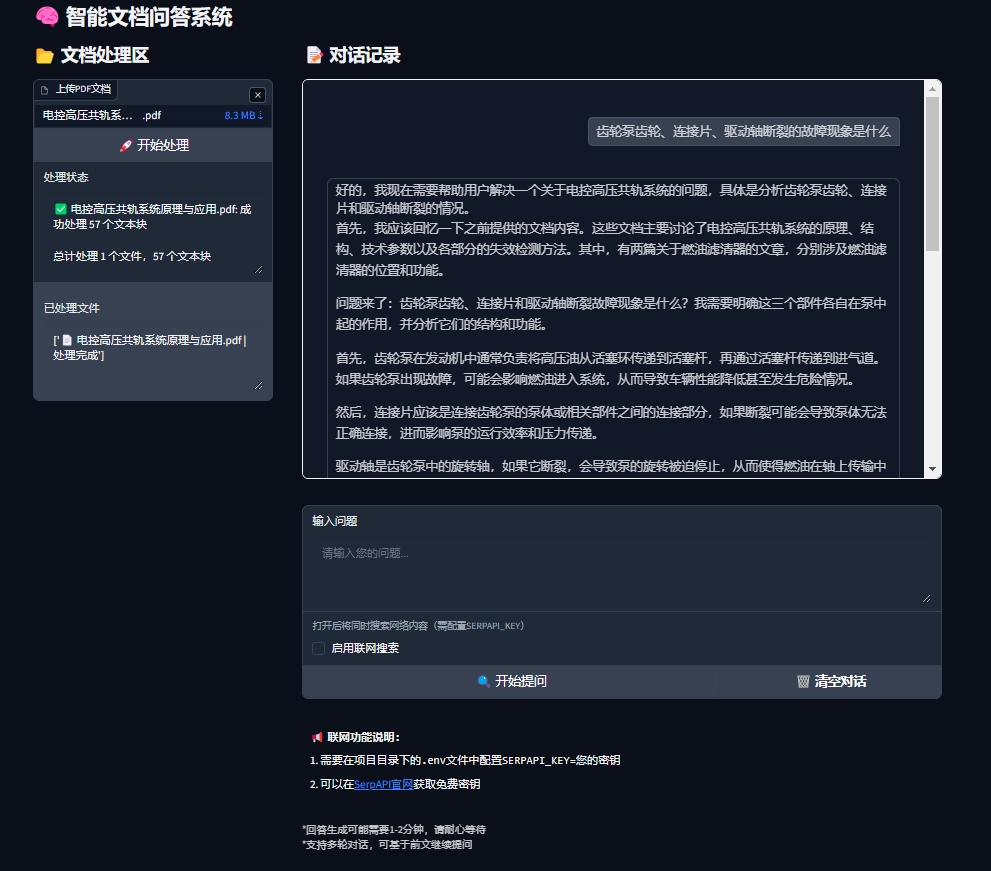 智能文档问答系统
文档处理区
上传PDF文档
电控高压共轨系... .pdf
8.3 MB ↓
开始处理
处理状态
✅ 电控高压共轨系统原理与应用.pdf: 成
功处理 57 个文本块
总计处理 1 个文件，57 个文本块
已处理文件
['📄 电控高压共轨系统原理与应用.pdf |
处理完成']
对话记录
齿轮泵齿轮、连接片、驱动轴断裂的故障现象是什么
好的，我现在需要帮助用户解决一个关于电控高压共轨系统的问题，具体是分析齿轮泵齿轮、连接
片和驱动轴断裂的情况。
首先，我应该回忆一下之前提供的文档内容。这些文档主要讨论了电控高压共轨系统的原理、结
构、技术参数以及各部分的失效检测方法。其中，有两篇关于燃油滤清器的文章，分别涉及燃油滤
清器的位置和功能。
问题来了：齿轮泵齿轮、连接片和驱动轴断裂故障现象是什么？我需要明确这三个部件各自在泵中
起的作用，并分析它们的结构和功能。
首先，齿轮泵在发动机中通常负责将高压油从活塞环传递到活塞杆，再通过活塞杆传递到进气道。
如果齿轮泵出现故障，可能会影响燃油进入系统，从而导致车辆性能降低甚至发生危险情况。
然后，连接片应该是连接齿轮泵的泵体或相关部件之间的连接部分，如果断裂可能会导致泵体无法
正确连接，进而影响泵的运行效率和压力传递。
驱动轴是齿轮泵中的旋转轴，如果它断裂，会导致泵的旋转被迫停止，从而使得燃油在轴上传输中
输入问题
请输入您的问题...
打开后将同时搜索网络内容（需配置SERPAPI_KEY）
启用联网搜索
开始提问
清空对话
联网功能说明：
1. 需要在项目目录下的.env文件中配置SERPAPI_KEY=您的密钥
2. 可以在SerpAPI官网获取免费密钥
*回答生成可能需要1-2分钟，请耐心等待
*支持多轮对话，可基于前文继续提问